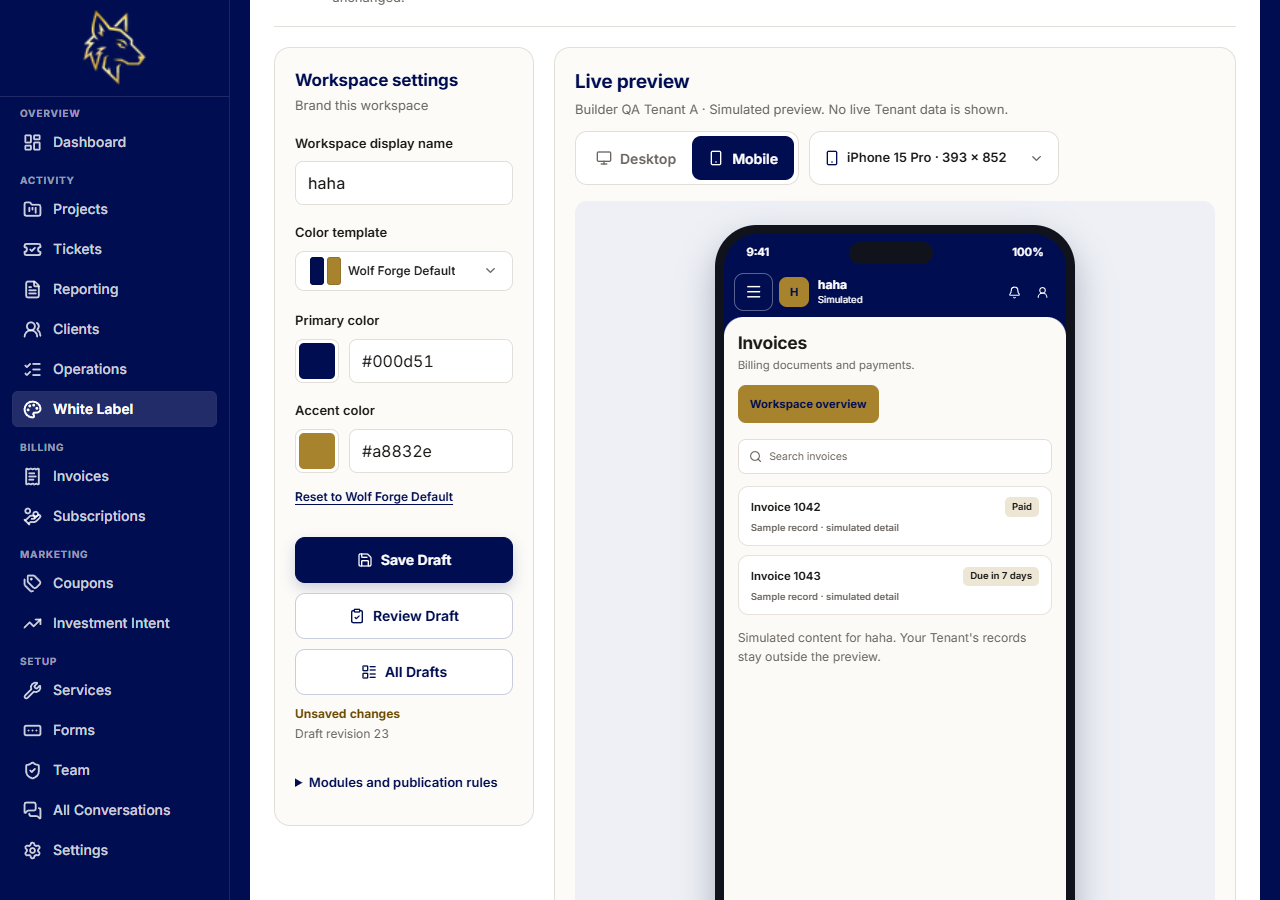 unchanged.
OVERVIEW
Dashboard
ACTIVITY
Projects
Tickets
Reporting
Clients
Operations
White Label
BILLING
Invoices
Subscriptions
MARKETING
Coupons
Investment Intent
SETUP
Services
Forms
Team
All Conversations
Settings
Workspace settings
Brand this workspace
Workspace display name
haha
Color template
Wolf Forge Default
Primary color
#000d51
Accent color
#a8832e
Reset to Wolf Forge Default
Save Draft
Review Draft
All Drafts
Unsaved changes
Draft revision 23
Modules and publication rules
Live preview
Builder QA Tenant A · Simulated preview. No live Tenant data is shown.
Desktop
Mobile
iPhone 15 Pro · 393 × 852
9:41
100%
H
haha
Simulated
Invoices
Billing documents and payments.
Workspace overview
Search invoices
Invoice 1042
Paid
Sample record · simulated detail
Invoice 1043
Due in 7 days
Sample record · simulated detail
Simulated content for haha. Your Tenant's records
stay outside the preview.